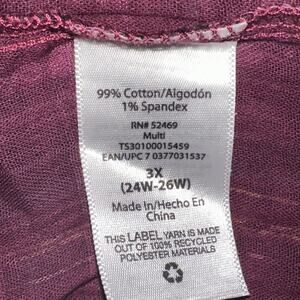 99% Cotton/Algodón
1% Spandex
RN# 52469
Multi
TS30100015459
EAN/UPC 7 0377031537
3X
(24W-26W)
Made In/Hecho En
China
THIS LABEL YARN IS MADE
OUT OF 100% RECYCLED
POLYESTER MATERIALS